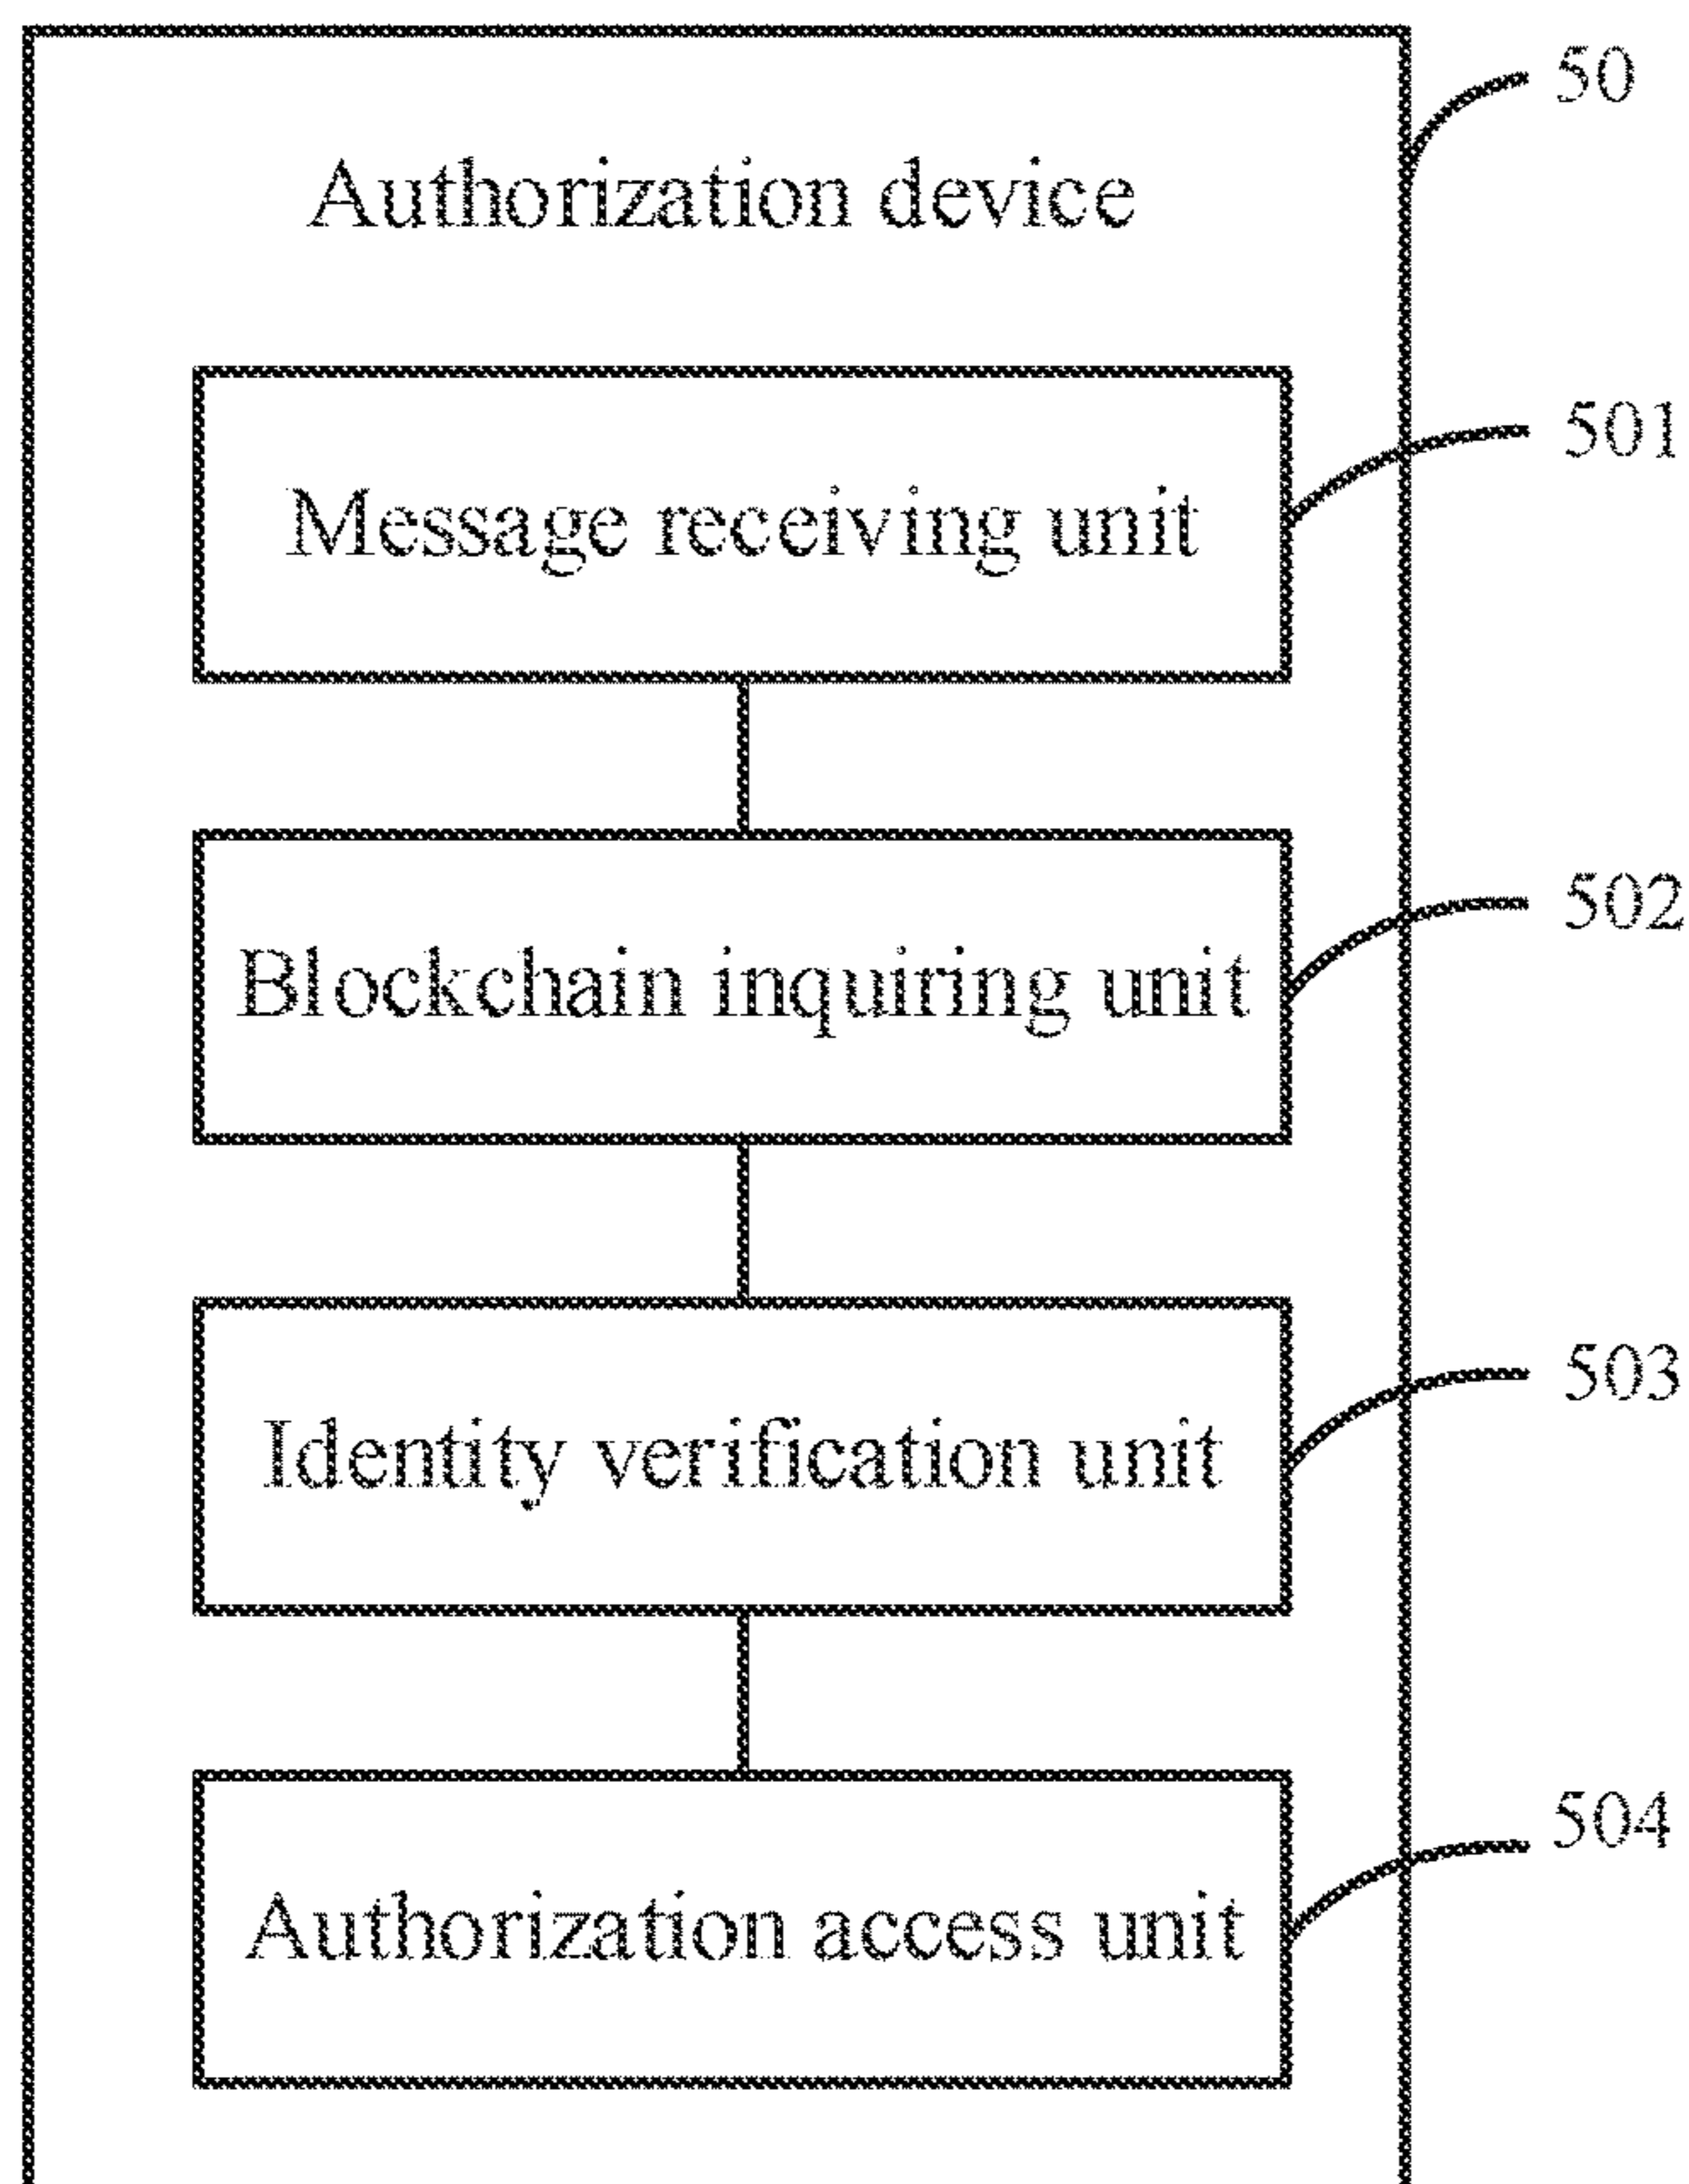 50
Authorization device
501
Message receiving unit
502
Blockchain inquiring unit
503
Identity verification unit
504
Authorization access unit